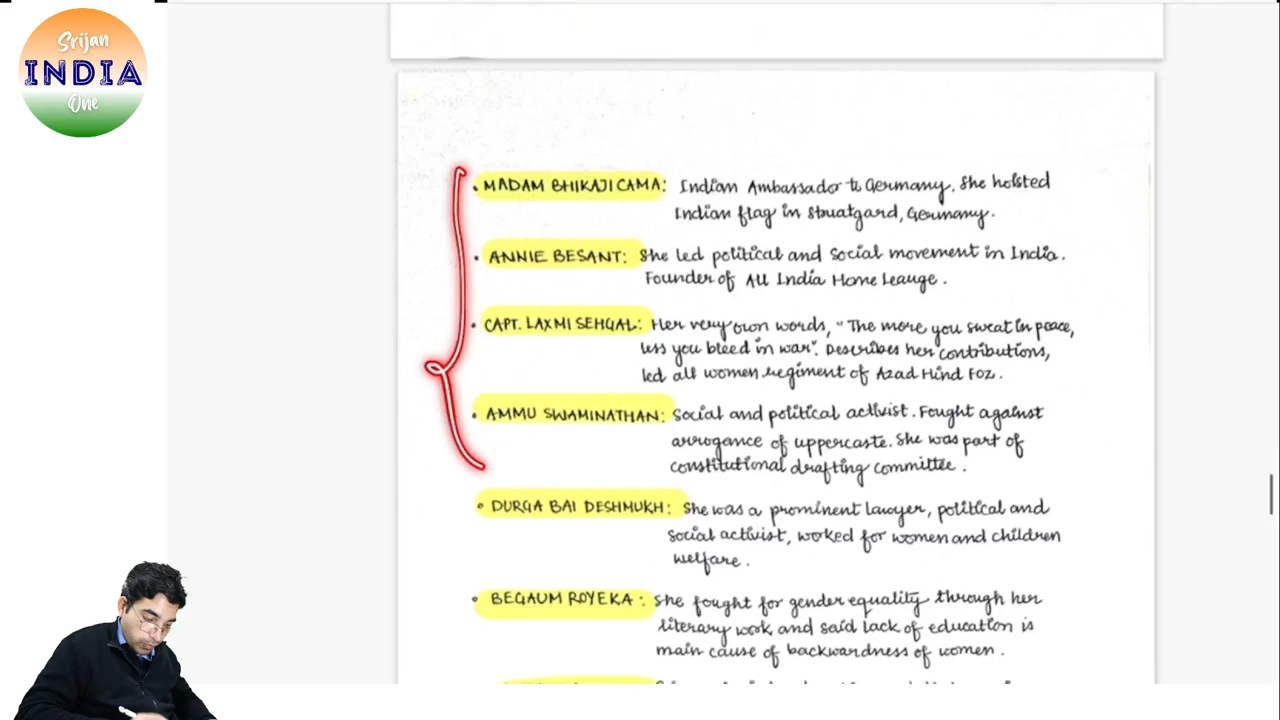 Srijan
INDIA
One
• MADAM BHIKAJI CAMA: Indian Ambassador to Germany. She hoisted
Indian flag in Stuatgard, Germany.
• ANNIE BESANT: She led political and social movement in India.
Founder of All India Home Leauge.
• CAPT. LAXMI SEHGAL: Her very own words, "The more you sweat in peace,
less you bleed in war". Describes her contributions,
led all women regiment of Azad Hind Foz.
• AMMU SWAMINATHAN: Social and political activist. Fought against
arrogance of uppercaste. She was part of
constitutional drafting committee.
• DURGA BAI DESHMUKH: She was a prominent lawyer, political and
social activist, worked for women and children
welfare.
• BEGAUM ROYEKA: She fought for gender equality through her
literary work and said lack of education is
main cause of backwardness of women.